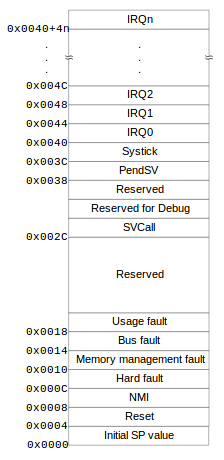 IRQn
0x0040+4n
.
.
.
.
.
.
0x004C
IRQ2
0x0048
IRQ1
0x0044
IRQ0
0x0040
Systick
0x003C
PendSV
0x0038
Reserved
Reserved for Debug
SVCall
0x002C
Reserved
Usage fault
0x0018
Bus fault
0x0014
Memory management fault
0x0010
Hard fault
0x000C
NMI
0x0008
Reset
0x0004
Initial SP value
0x0000